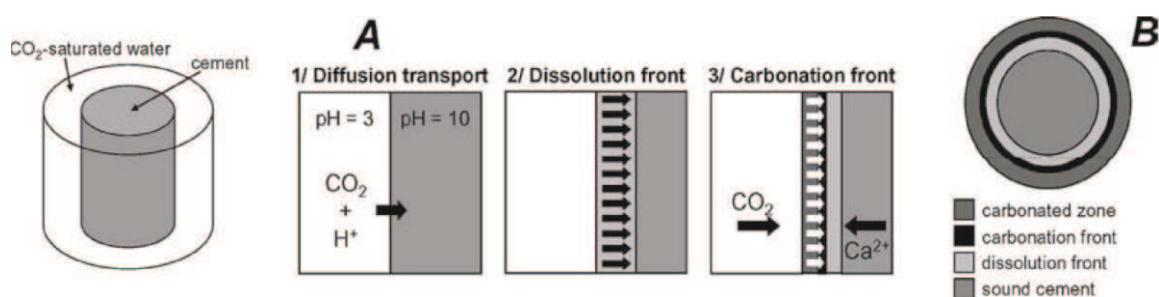 CO₂-saturated water
cement
A
1/ Diffusion transport
pH = 3
pH = 10
CO₂
+
H⁺
2/ Dissolution front
3/ Carbonation front
CO₂
Ca²⁺
B
carbonated zone
carbonation front
dissolution front
sound cement